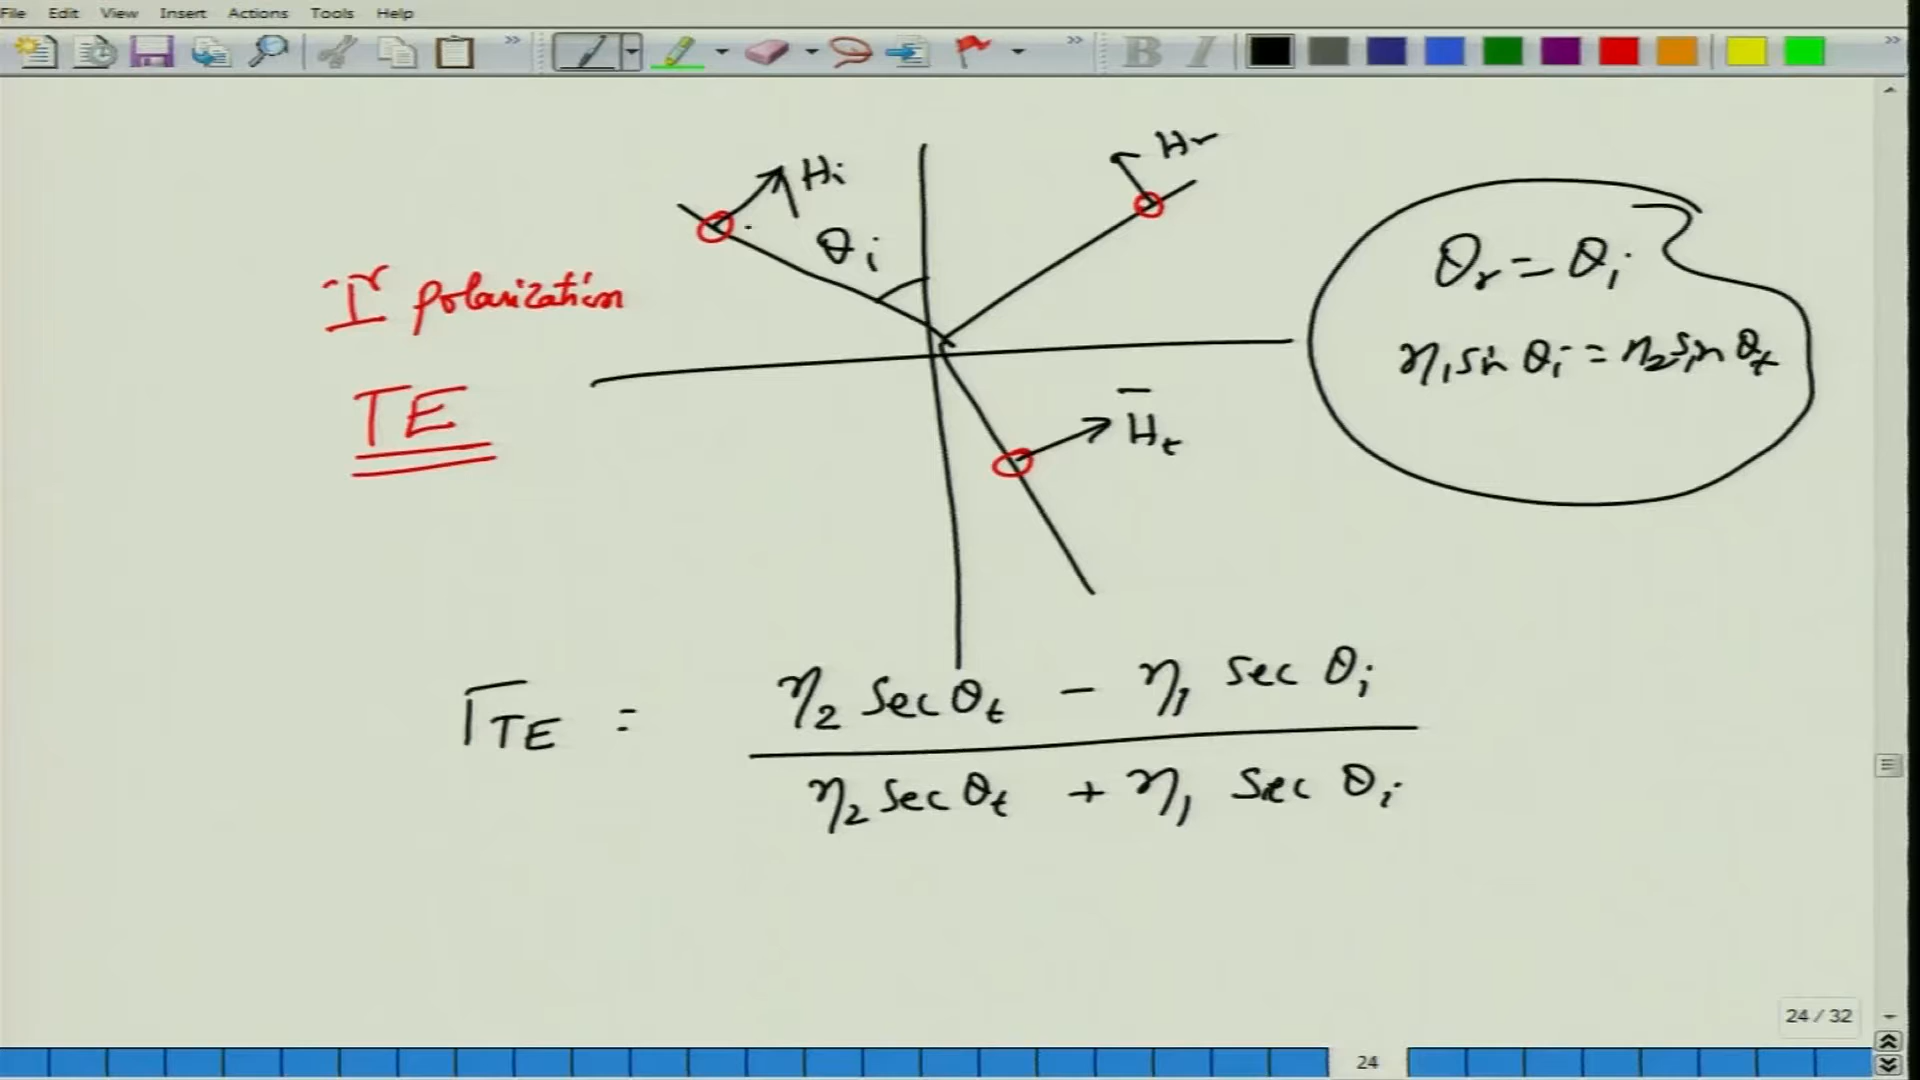 File Edit View Insert Actions Tools Help
B I
Hi
Hr
θi
θr = θi
Ir polarization
η1 sin θi = η2 sin θt
TE
H̄t
ΓTE = η2 sec θt − η1 sec θi
η2 sec θt + η1 sec θi
24 / 32
24